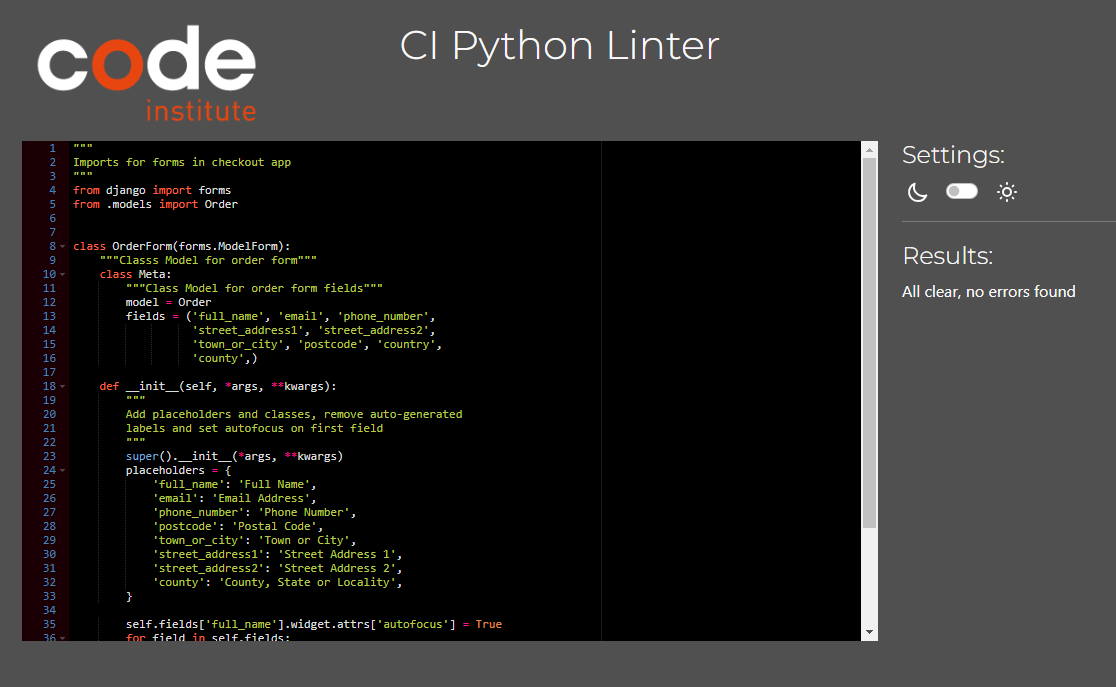 code
institute
CI Python Linter
1 """
2 Imports for forms in checkout app
3 """
4 from django import forms
5 from .models import Order
6
7
8 class OrderForm(forms.ModelForm):
9     """Classs Model for order form"""
10     class Meta:
11         """Class Model for order form fields"""
12         model = Order
13         fields = ('full_name', 'email', 'phone_number',
14                   'street_address1', 'street_address2',
15                   'town_or_city', 'postcode', 'country',
16                   'county',)
17
18     def __init__(self, *args, **kwargs):
19         """
20         Add placeholders and classes, remove auto-generated
21         labels and set autofocus on first field
22         """
23         super().__init__(*args, **kwargs)
24         placeholders = {
25             'full_name': 'Full Name',
26             'email': 'Email Address',
27             'phone_number': 'Phone Number',
28             'postcode': 'Postal Code',
29             'town_or_city': 'Town or City',
30             'street_address1': 'Street Address 1',
31             'street_address2': 'Street Address 2',
32             'county': 'County, State or Locality',
33         }
34
35         self.fields['full_name'].widget.attrs['autofocus'] = True
36         for field in self.fields:
Settings:
Results:
All clear, no errors found